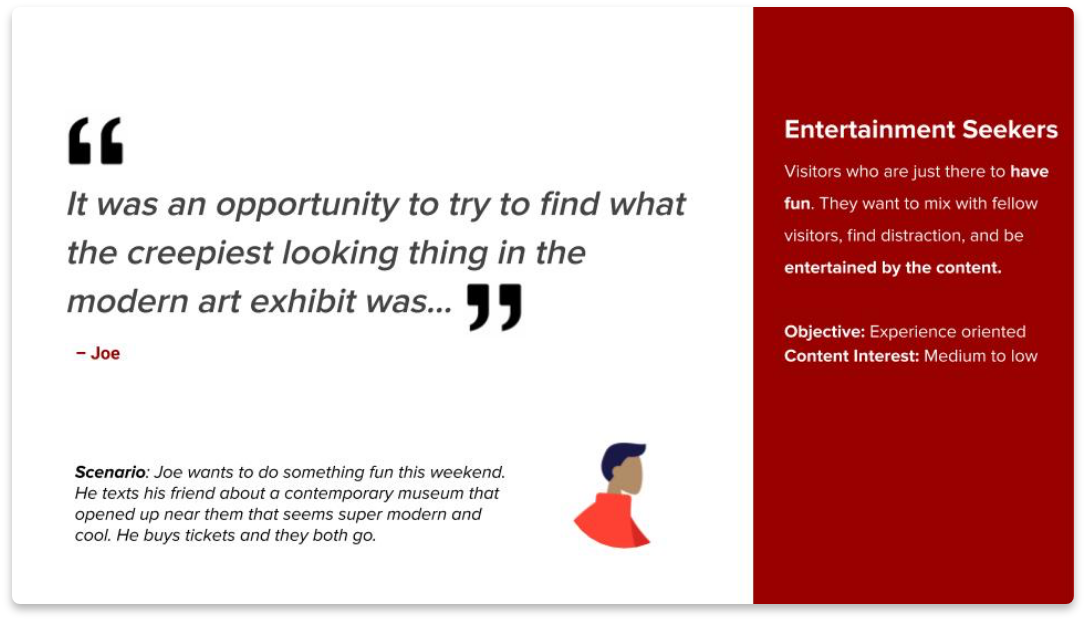 “
It was an opportunity to try to find what
the creepiest looking thing in the
modern art exhibit was... ”
– Joe
Scenario: Joe wants to do something fun this weekend.
He texts his friend about a contemporary museum that
opened up near them that seems super modern and
cool. He buys tickets and they both go.
Entertainment Seekers
Visitors who are just there to have
fun. They want to mix with fellow
visitors, find distraction, and be
entertained by the content.
Objective: Experience oriented
Content Interest: Medium to low